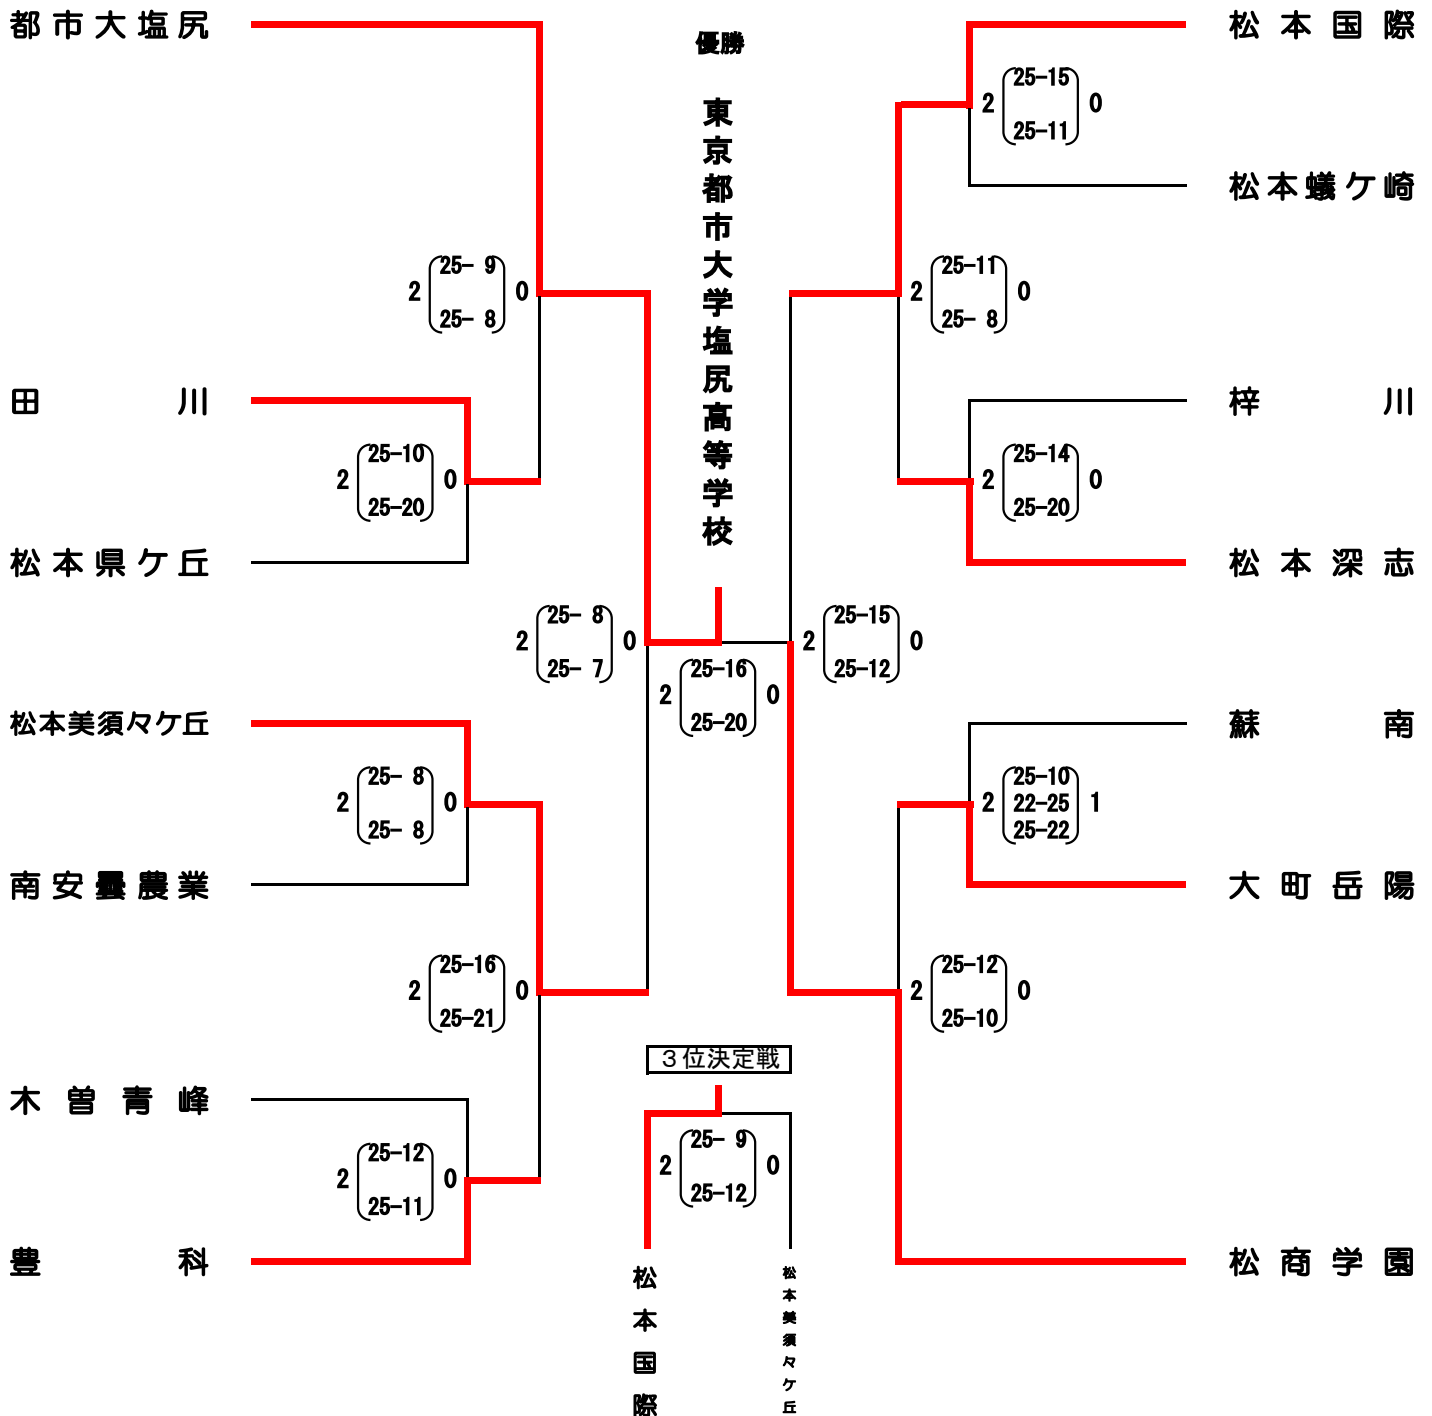 都市大塩尻
田川
松本県ケ丘
松本美須々ケ丘
南安曇農業
木曽青峰
豊科
2 25- 9 0
25- 8
2 25-10 0
25-20
2 25- 8 0
25- 7
2 25- 8 0
25- 8
2 25-16 0
25-21
2 25-12 0
25-11
優勝
東京都市大学塩尻高等学校
2 25-16 0
25-20
3位決定戦
2 25- 9 0
25-12
松本国際
松本美須々ケ丘
2 25-15 0
25-11
2 25-11 0
25- 8
2 25-14 0
25-20
2 25-15 0
25-12
2 25-10 1
22-25
25-22
2 25-12 0
25-10
松本国際
松本蟻ケ崎
梓川
松本深志
蘇南
大町岳陽
松商学園